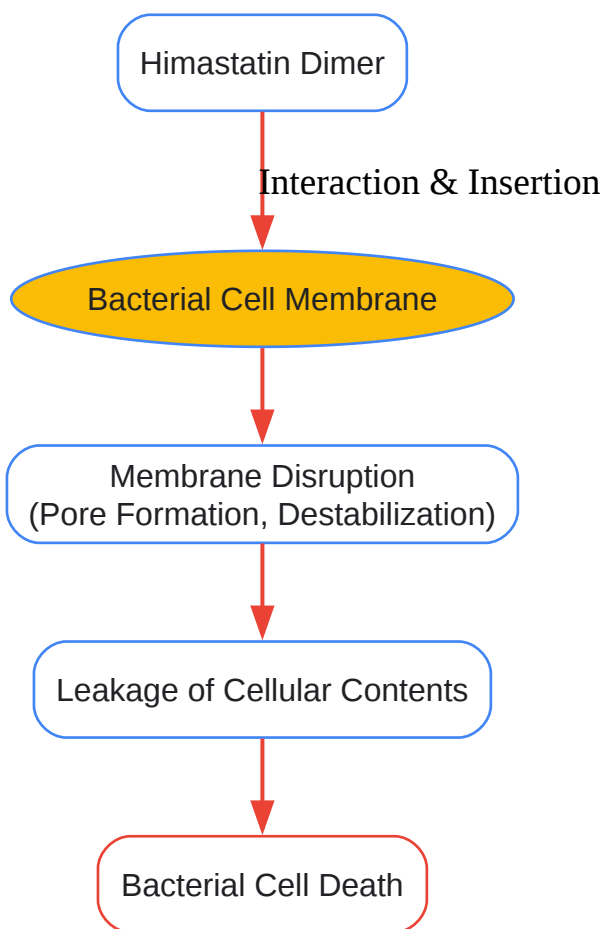 Himastatin Dimer
Interaction & Insertion
Bacterial Cell Membrane
Membrane Disruption
(Pore Formation, Destabilization)
Leakage of Cellular Contents
Bacterial Cell Death